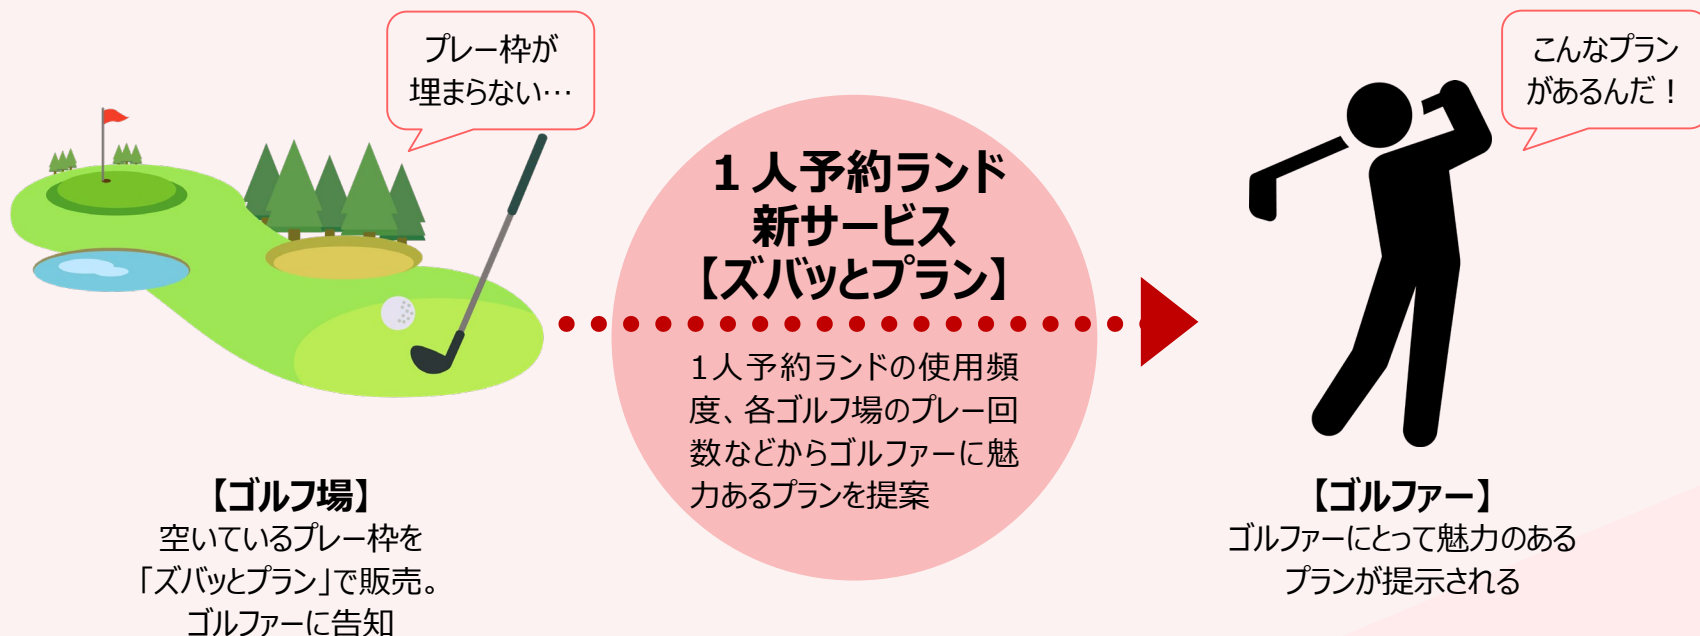 プレー枠が
埋まらない…
こんなプラン
があるんだ！
1人予約ランド
新サービス
【ズバッとプラン】
1人予約ランドの使用頻
度、各ゴルフ場のプレー回
数などからゴルファーに魅
力あるプランを提案
【ゴルフ場】
空いているプレー枠を
「ズバッとプラン」で販売。
ゴルファーに告知
【ゴルファー】
ゴルファーにとって魅力のある
プランが提示される